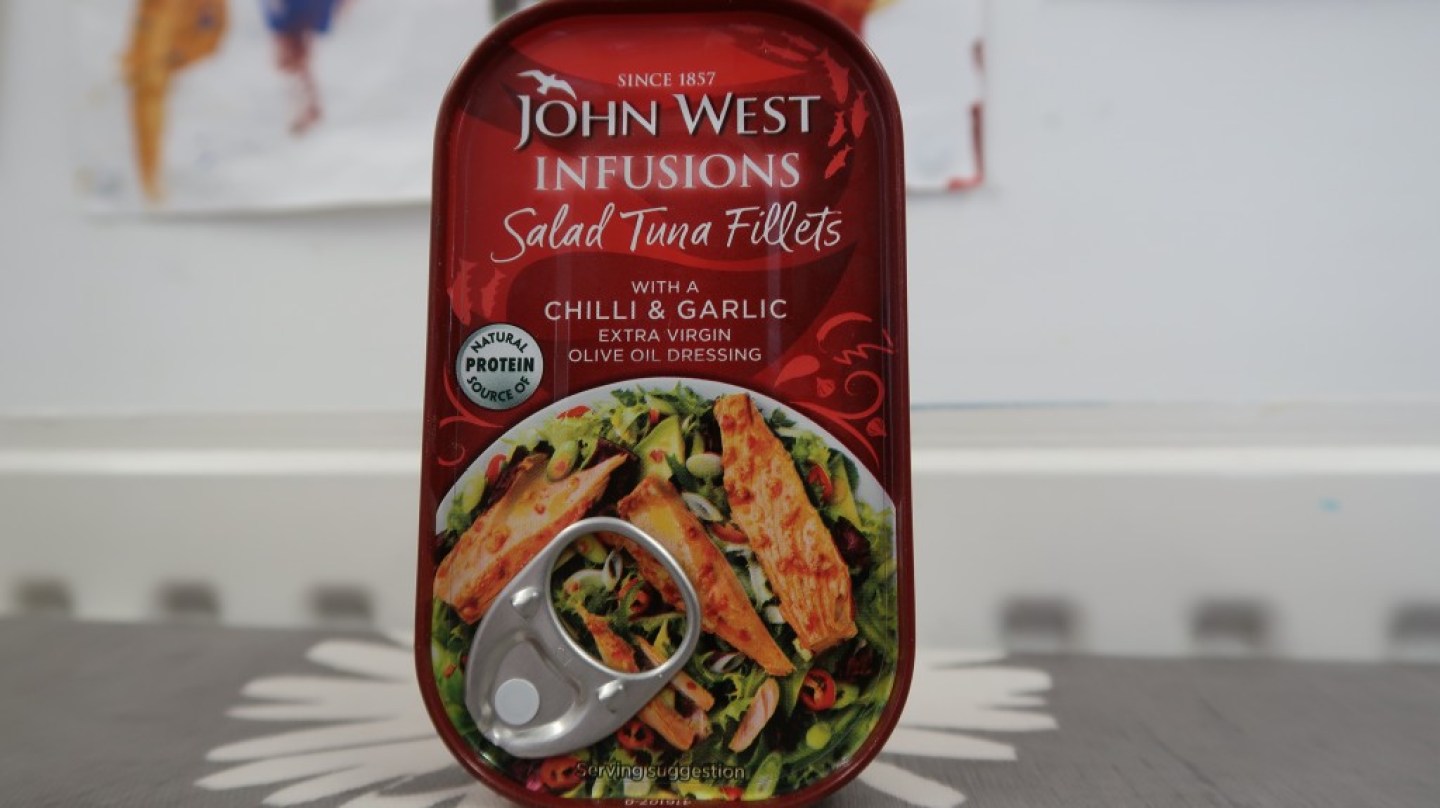 SINCE 1857
JOHN WEST
INFUSIONS
Salad Tuna Fillets
WITH A
CHILLI & GARLIC
EXTRA VIRGIN
OLIVE OIL DRESSING
NATURAL
PROTEIN
SOURCE OF
Serving suggestion